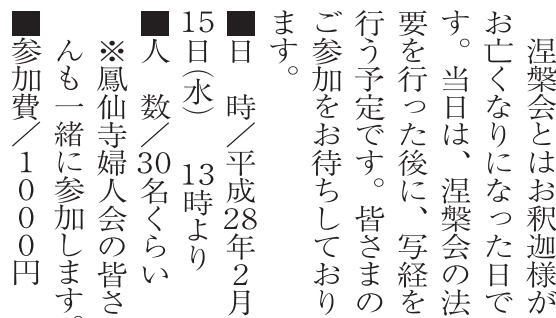 涅槃会とはお釈迦様が
お亡くなりになった日で
す。当日は、涅槃会の法
要を行った後に、写経を
行う予定です。皆さまの
ご参加をお待ちしており
ます。
■日　時／平成28年2月
15日（水）　13時より
■人　数／30名くらい
※鳳仙寺婦人会の皆さ
んも一緒に参加します。
■参加費／1000円